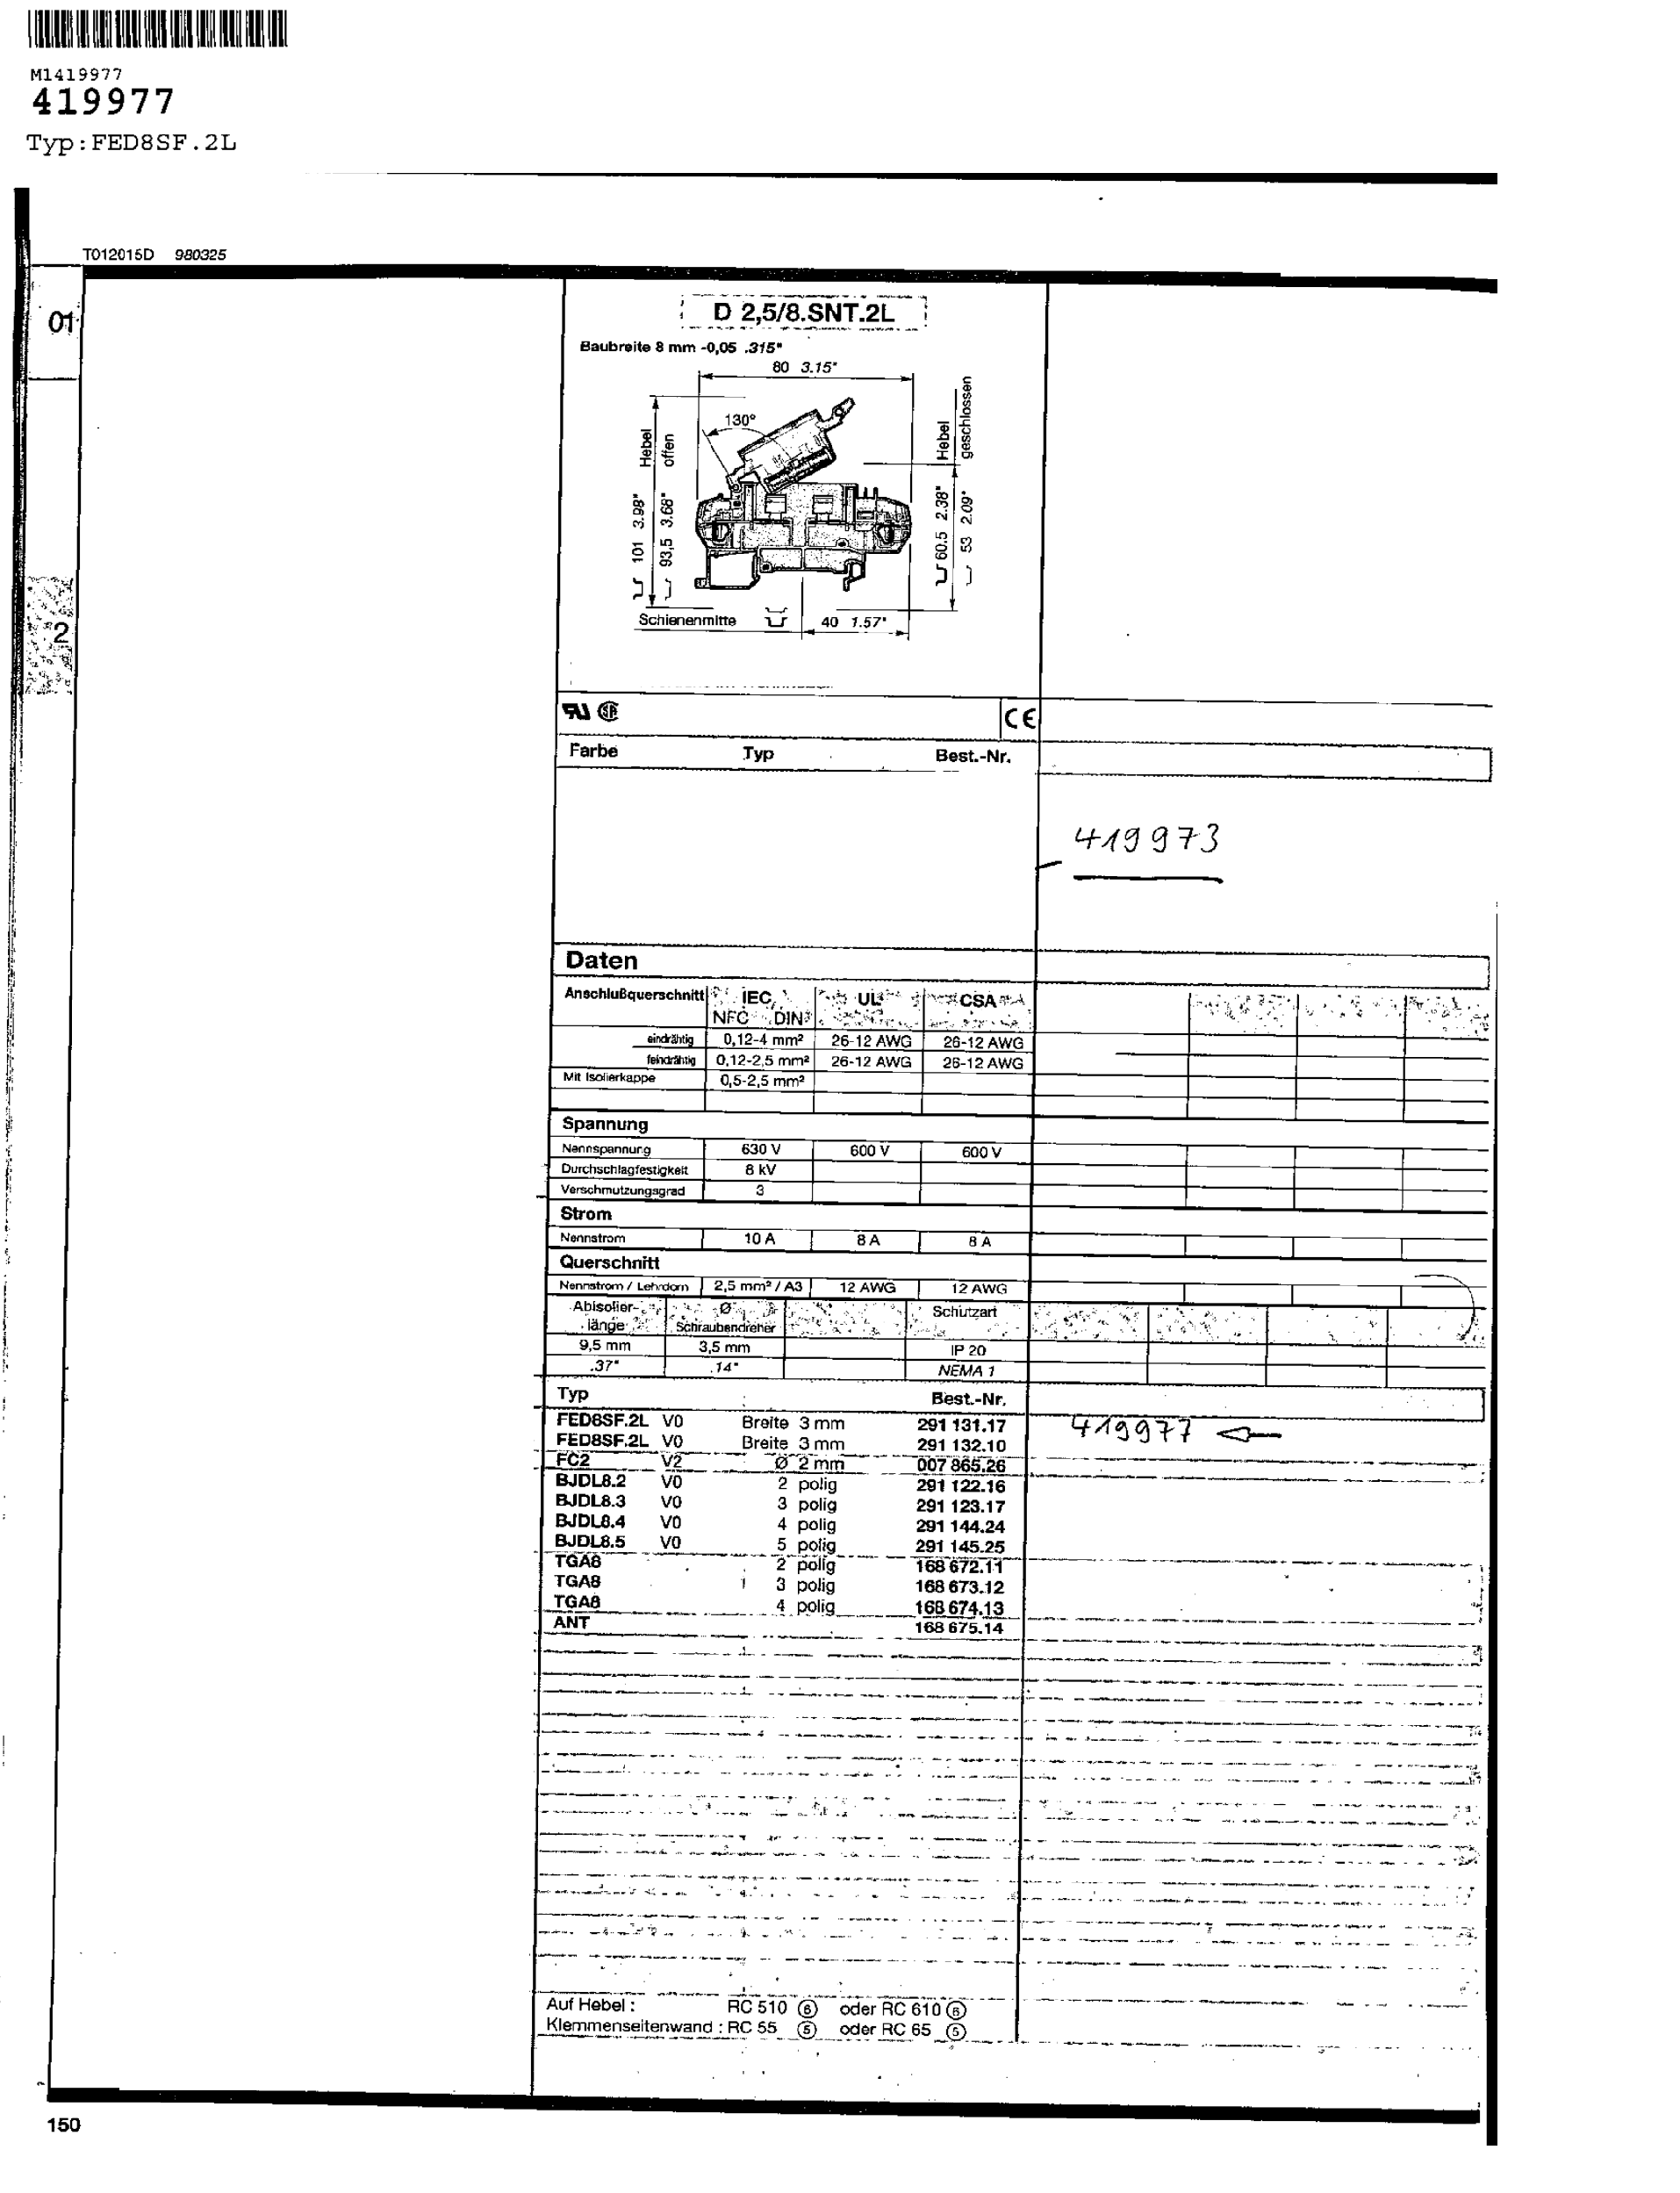 M1419977
419977
Typ:FED8SF.2L
T012015D 980325
01
D 2,5/8.SNT.2L
Baubreite 8 mm -0,05 .315"
80 3.15"
130°
Hebel
offen
Hebel
geschlossen
101 3.98"
93,5 3.68"
60.5 2.38"
53 2.09"
Schienenmitte
40 1.57"
2
CE
Farbe Typ Best.-Nr.
419973
Daten
Anschlußquerschnitt IEC UL CSA
NFC DIN
eindrähtig 0,12-4 mm² 26-12 AWG 26-12 AWG
feindrähtig 0,12-2,5 mm² 26-12 AWG 26-12 AWG
Mit Isolierkappe 0,5-2,5 mm²
Spannung
Nennspannung 630 V 600 V 600 V
Durchschlagfestigkeit 8 kV
Verschmutzungsgrad 3
Strom
Nennstrom 10 A 8 A 8 A
Querschnitt
Nennstrom / Lehrdorn 2,5 mm² / A3 12 AWG 12 AWG
Abisolier- Ø Schutzart
länge Schraubendreher
9,5 mm 3,5 mm IP 20
.37" .14" NEMA 1
Typ Best.-Nr.
FED8SF.2L V0 Breite 3 mm 291 131.17 419977
FED8SF.2L V0 Breite 3 mm 291 132.10
FC2 V2 Ø 2 mm 007 865.26
BJDL8.2 V0 2 polig 291 122.16
BJDL8.3 V0 3 polig 291 123.17
BJDL8.4 V0 4 polig 291 144.24
BJDL8.5 V0 5 polig 291 145.25
TGA8 2 polig 168 672.11
TGA8 3 polig 168 673.12
TGA8 4 polig 168 674.13
ANT 168 675.14
Auf Hebel : RC 510 ⑥ oder RC 610 ⑥
Klemmenseitenwand : RC 55 ⑤ oder RC 65 ⑤
150